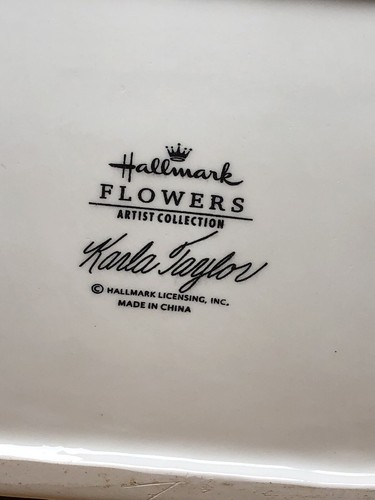 Hallmark
FLOWERS
ARTIST COLLECTION
Karla Taylor
© HALLMARK LICENSING, INC.
MADE IN CHINA